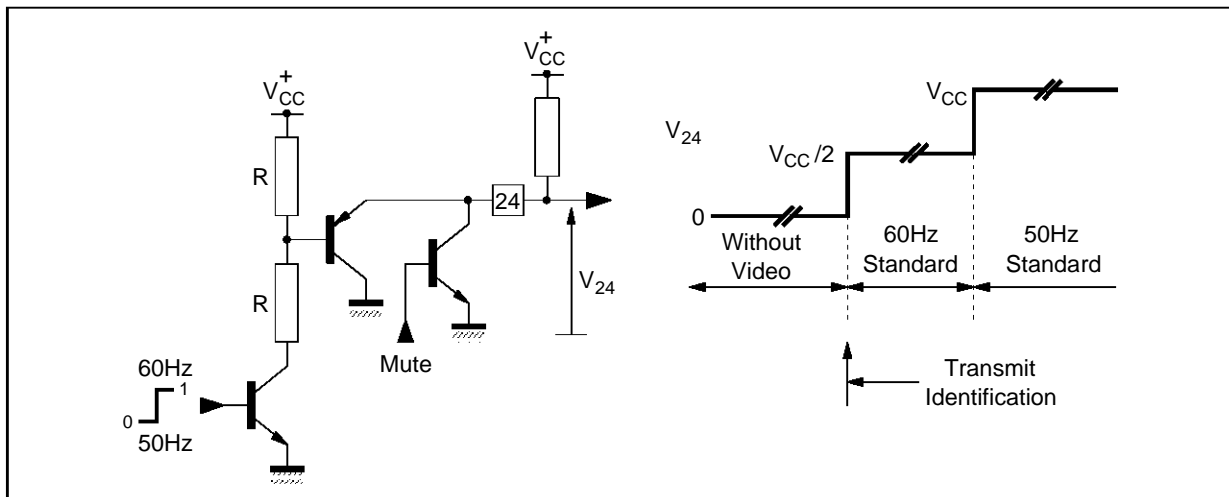 V+CC
V+CC
R
R
24
V24
Mute
60Hz
1
0
50Hz
V24
VCC
VCC/2
0
Without
Video
60Hz
Standard
50Hz
Standard
Transmit
Identification